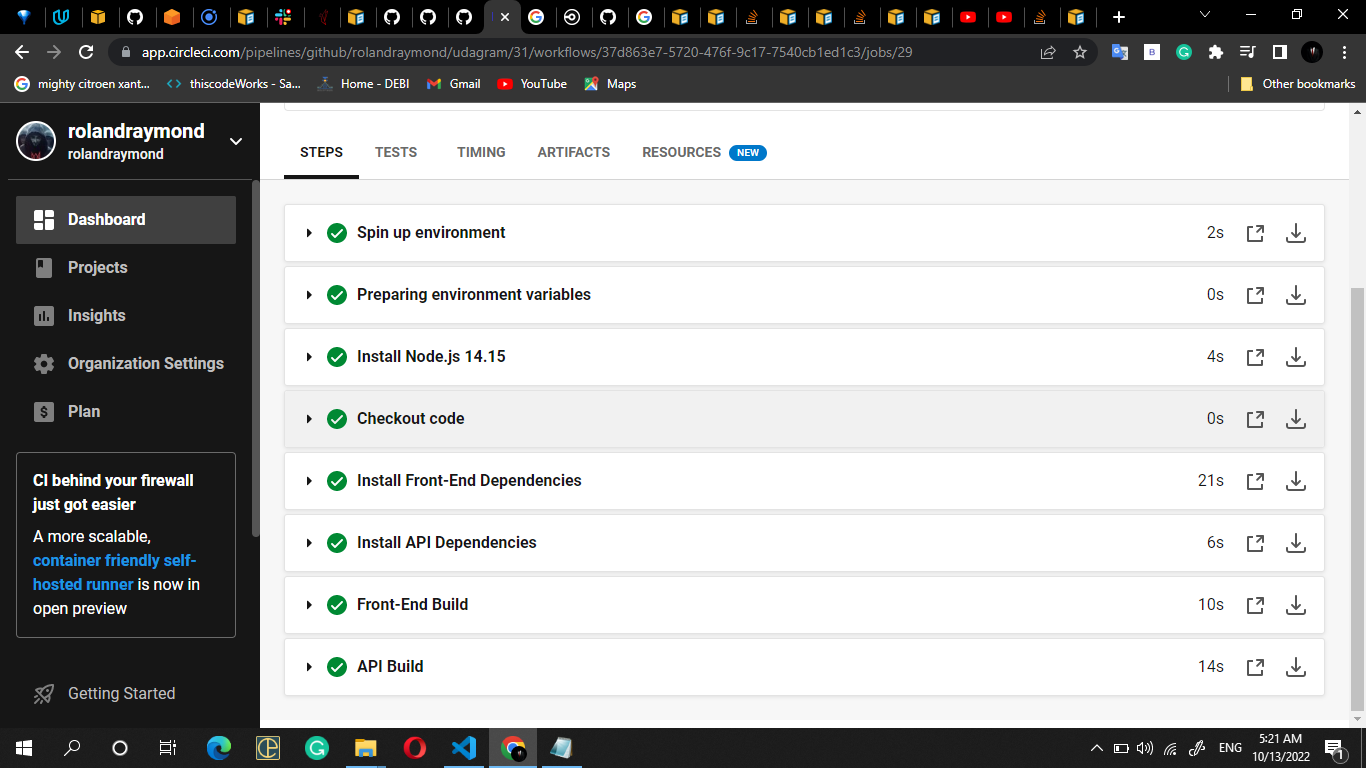 app.circleci.com/pipelines/github/rolandraymond/udagram/31/workflows/37d863e7-5720-476f-9c17-7540cb1ed1c3/jobs/29
mighty citroen xant...
thiscodeWorks - Sa...
Home - DEBI
Gmail
YouTube
Maps
Other bookmarks
rolandraymond
rolandraymond
Dashboard
Projects
Insights
Organization Settings
Plan
CI behind your firewall
just got easier
A more scalable,
container friendly self-
hosted runner is now in
open preview
Getting Started
STEPS
TESTS
TIMING
ARTIFACTS
RESOURCES NEW
Spin up environment 2s
Preparing environment variables 0s
Install Node.js 14.15 4s
Checkout code 0s
Install Front-End Dependencies 21s
Install API Dependencies 6s
Front-End Build 10s
API Build 14s
ENG
5:21 AM
10/13/2022
1